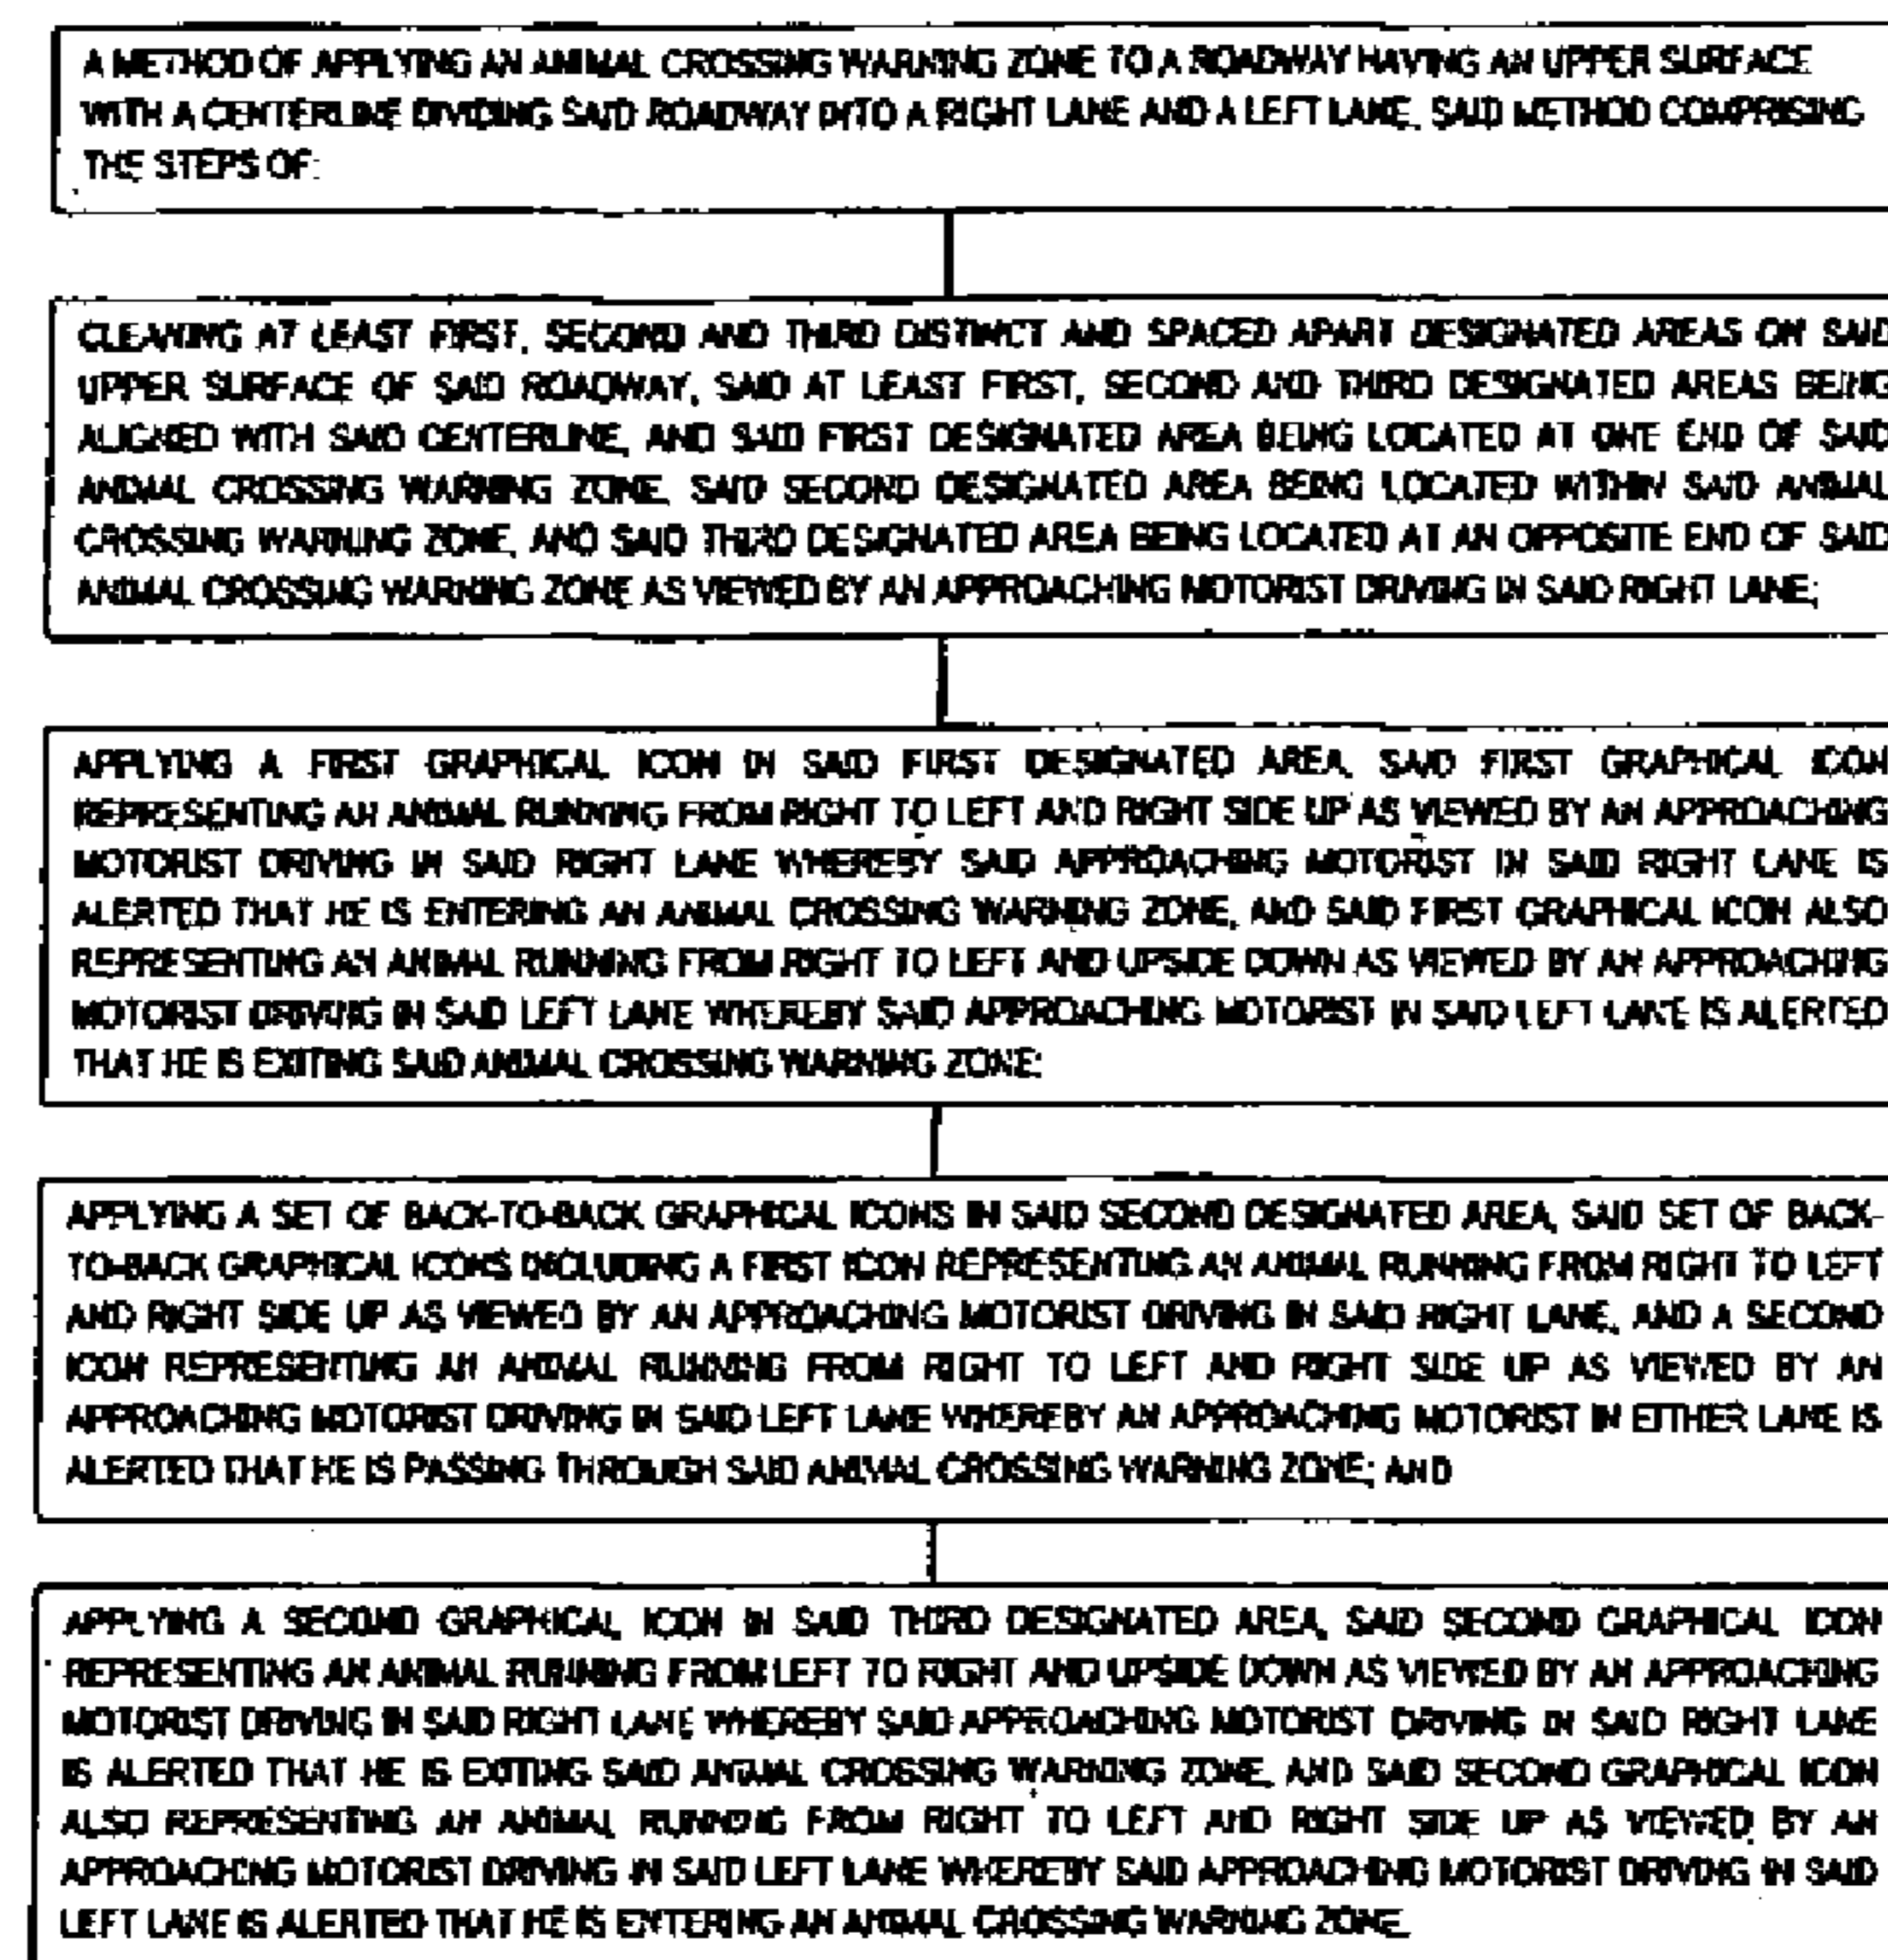 A METHOD OF APPLYING AN ANIMAL CROSSING WARNING ZONE TO A ROADWAY HAVING AN UPPER SURFACE
WITH A CENTERLINE DIVIDING SAID ROADWAY INTO A RIGHT LANE AND A LEFT LANE, SAID METHOD COMPRISING
THE STEPS OF:
CLEANING AT LEAST FIRST, SECOND AND THIRD DISTINCT AND SPACED APART DESIGNATED AREAS ON SAID
UPPER SURFACE OF SAID ROADWAY, SAID AT LEAST FIRST, SECOND AND THIRD DESIGNATED AREAS BEING
ALIGNED WITH SAID CENTERLINE, AND SAID FIRST DESIGNATED AREA BEING LOCATED AT ONE END OF SAID
ANIMAL CROSSING WARNING ZONE, SAID SECOND DESIGNATED AREA BEING LOCATED WITHIN SAID ANIMAL
CROSSING WARNING ZONE, AND SAID THIRD DESIGNATED AREA BEING LOCATED AT AN OPPOSITE END OF SAID
ANIMAL CROSSING WARNING ZONE AS VIEWED BY AN APPROACHING MOTORIST DRIVING IN SAID RIGHT LANE;
APPLYING A FIRST GRAPHICAL ICON IN SAID FIRST DESIGNATED AREA, SAID FIRST GRAPHICAL ICON
REPRESENTING AN ANIMAL RUNNING FROM RIGHT TO LEFT AND RIGHT SIDE UP AS VIEWED BY AN APPROACHING
MOTORIST DRIVING IN SAID RIGHT LANE WHEREBY SAID APPROACHING MOTORIST IN SAID RIGHT LANE IS
ALERTED THAT HE IS ENTERING AN ANIMAL CROSSING WARNING ZONE, AND SAID FIRST GRAPHICAL ICON ALSO
REPRESENTING AN ANIMAL RUNNING FROM RIGHT TO LEFT AND UPSIDE DOWN AS VIEWED BY AN APPROACHING
MOTORIST DRIVING IN SAID LEFT LANE WHEREBY SAID APPROACHING MOTORIST IN SAID LEFT LANE IS ALERTED
THAT HE IS EXITING SAID ANIMAL CROSSING WARNING ZONE;
APPLYING A SET OF BACK-TO-BACK GRAPHICAL ICONS IN SAID SECOND DESIGNATED AREA, SAID SET OF BACK-
TO-BACK GRAPHICAL ICONS INCLUDING A FIRST ICON REPRESENTING AN ANIMAL RUNNING FROM RIGHT TO LEFT
AND RIGHT SIDE UP AS VIEWED BY AN APPROACHING MOTORIST DRIVING IN SAID RIGHT LANE, AND A SECOND
ICON REPRESENTING AN ANIMAL RUNNING FROM RIGHT TO LEFT AND RIGHT SIDE UP AS VIEWED BY AN
APPROACHING MOTORIST DRIVING IN SAID LEFT LANE WHEREBY AN APPROACHING MOTORIST IN EITHER LANE IS
ALERTED THAT HE IS PASSING THROUGH SAID ANIMAL CROSSING WARNING ZONE; AND
APPLYING A SECOND GRAPHICAL ICON IN SAID THIRD DESIGNATED AREA, SAID SECOND GRAPHICAL ICON
REPRESENTING AN ANIMAL RUNNING FROM LEFT TO RIGHT AND UPSIDE DOWN AS VIEWED BY AN APPROACHING
MOTORIST DRIVING IN SAID RIGHT LANE WHEREBY SAID APPROACHING MOTORIST DRIVING IN SAID RIGHT LANE
IS ALERTED THAT HE IS EXITING SAID ANIMAL CROSSING WARNING ZONE, AND SAID SECOND GRAPHICAL ICON
ALSO REPRESENTING AN ANIMAL RUNNING FROM RIGHT TO LEFT AND RIGHT SIDE UP AS VIEWED BY AN
APPROACHING MOTORIST DRIVING IN SAID LEFT LANE WHEREBY SAID APPROACHING MOTORIST DRIVING IN SAID
LEFT LANE IS ALERTED THAT HE IS ENTERING AN ANIMAL CROSSING WARNING ZONE.